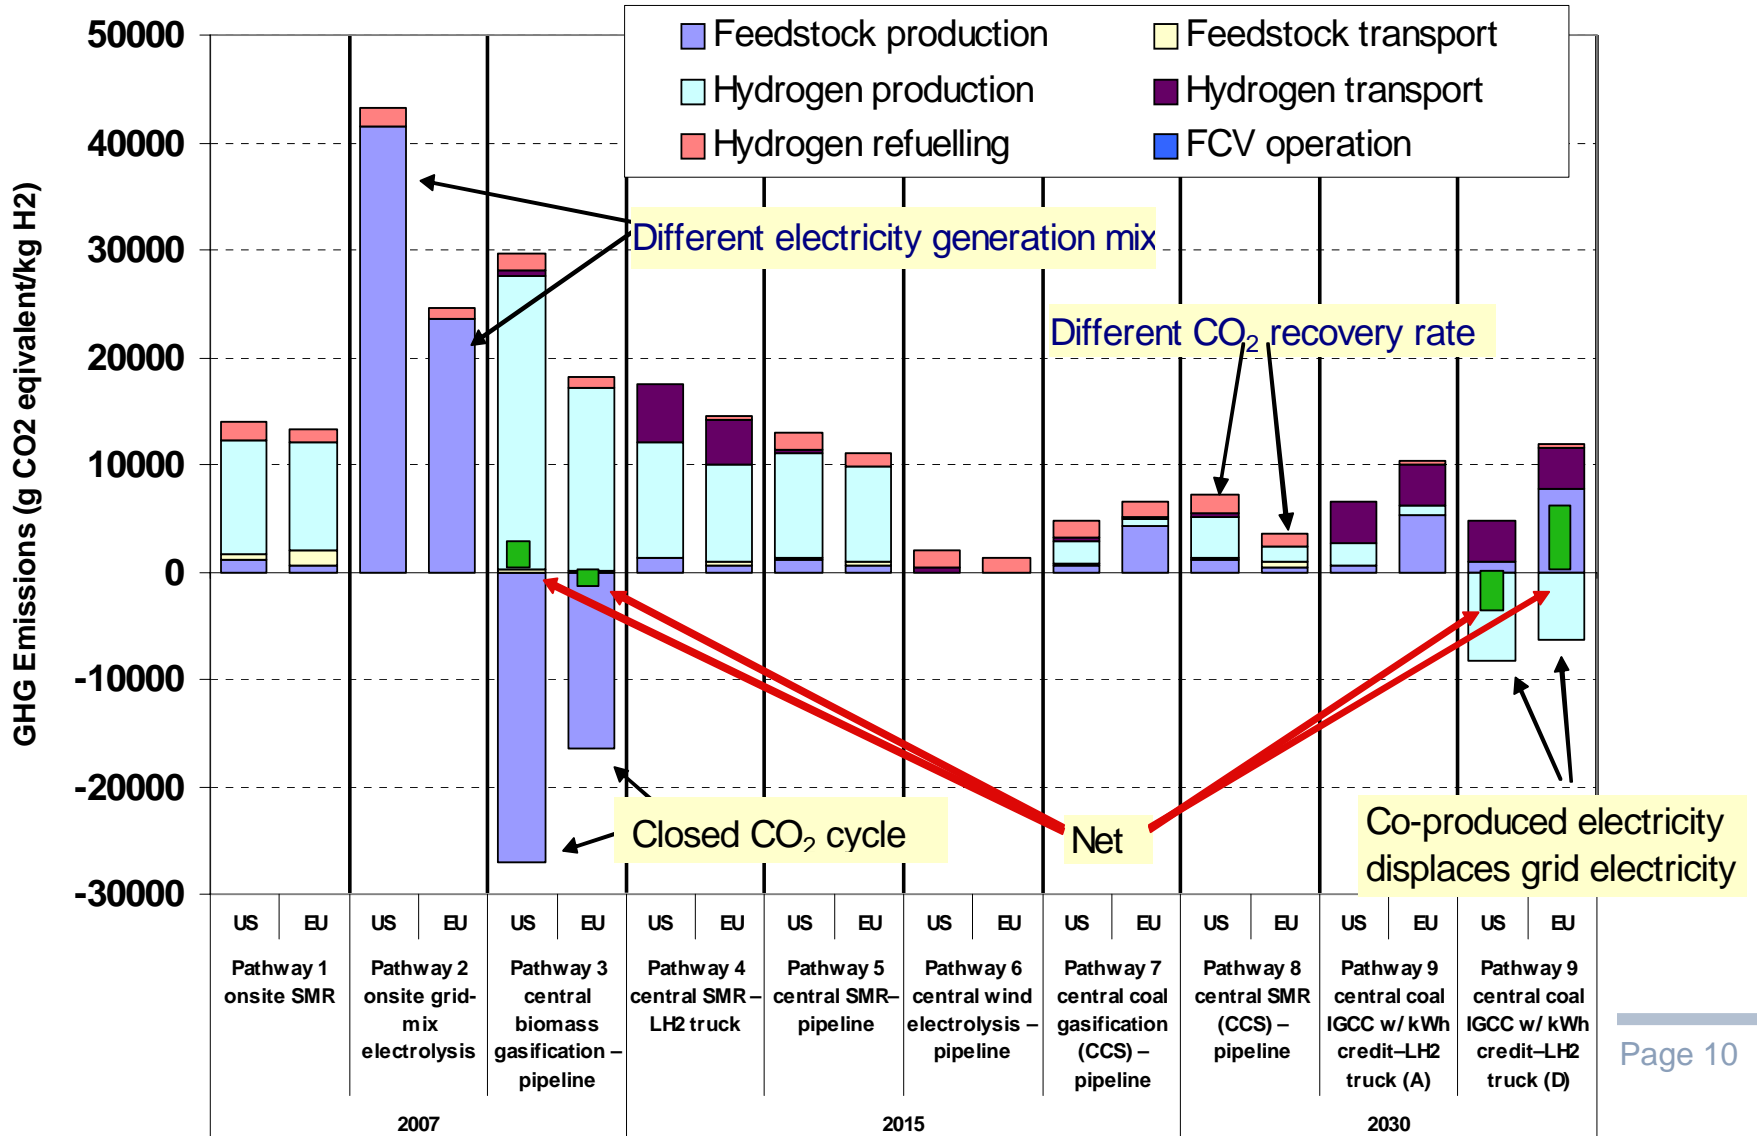 50000
40000
30000
20000
10000
0
-10000
-20000
-30000
GHG Emissions (g CO2 eqivalent/kg H2)
Feedstock production
Feedstock transport
Hydrogen production
Hydrogen transport
Hydrogen refuelling
FCV operation
Different electricity generation mix
Different CO₂ recovery rate
Closed CO₂ cycle
Net
Co-produced electricity
displaces grid electricity
US EU US EU US EU US EU US EU US EU US EU US EU US EU US EU
Pathway 1
onsite SMR
Pathway 2
onsite grid-
mix
electrolysis
Pathway 3
central
biomass
gasification –
pipeline
Pathway 4
central SMR –
LH2 truck
Pathway 5
central SMR–
pipeline
Pathway 6
central wind
electrolysis –
pipeline
Pathway 7
central coal
gasification
(CCS) –
pipeline
Pathway 8
central SMR
(CCS) –
pipeline
Pathway 9
central coal
IGCC w/ kWh
credit–LH2
truck (A)
Pathway 9
central coal
IGCC w/ kWh
credit–LH2
truck (D)
2007
2015
2030
Page 10